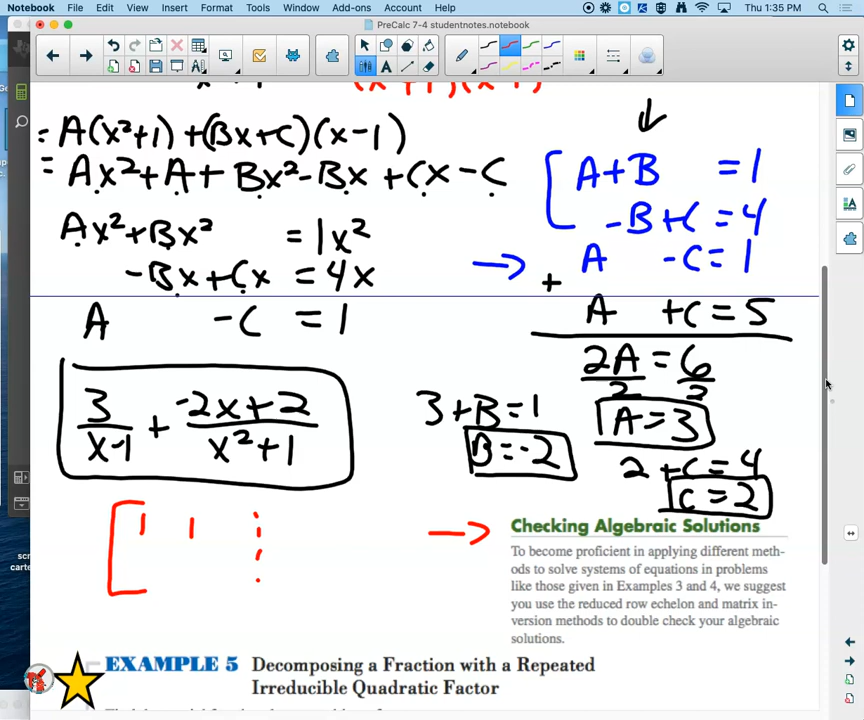 Notebook File Edit View Insert Format Tools Window Add-ons Account Help Thu 1:35 PM
PreCalc 7-4 studentnotes.notebook
= A(x²+1) + (Bx+C)(x-1)
= Ax²+A+ Bx²-Bx +Cx -C
Ax²+Bx² = 1x²
-Bx+Cx = 4x
A -C = 1
A+B = 1
-B+C = 4
→ A -C = 1
+ A +C = 5
2A = 6
2 2
A=3
3/(x-1) + (-2x+2)/(x²+1)
3+B=1
B=-2
2 +C = 4
C = 2
[ 1 1
→
Checking Algebraic Solutions
To become proficient in applying different meth-
ods to solve systems of equations in problems
like those given in Examples 3 and 4, we suggest
you use the reduced row echelon and matrix in-
version methods to double check your algebraic
solutions.
EXAMPLE 5 Decomposing a Fraction with a Repeated
Irreducible Quadratic Factor